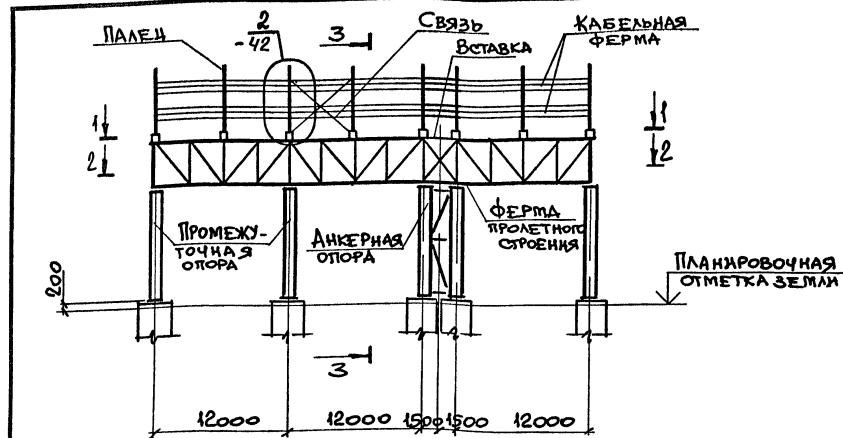 ПАЛЕЦ
2
-42
3
СВЯЗЬ
ВСТАВКА
КАБЕЛЬНАЯ
ФЕРМА
1
1
2
2
ПРОМЕЖУ-
ТОЧНАЯ
ОПОРА
АНКЕРНАЯ
ОПОРА
ФЕРМА
ПРОЛЕТНОГО
СТРОЕНИЯ
ПЛАНИРОВОЧНАЯ
ОТМЕТКА ЗЕМЛИ
200
3
12000 12000 1500 1500 12000